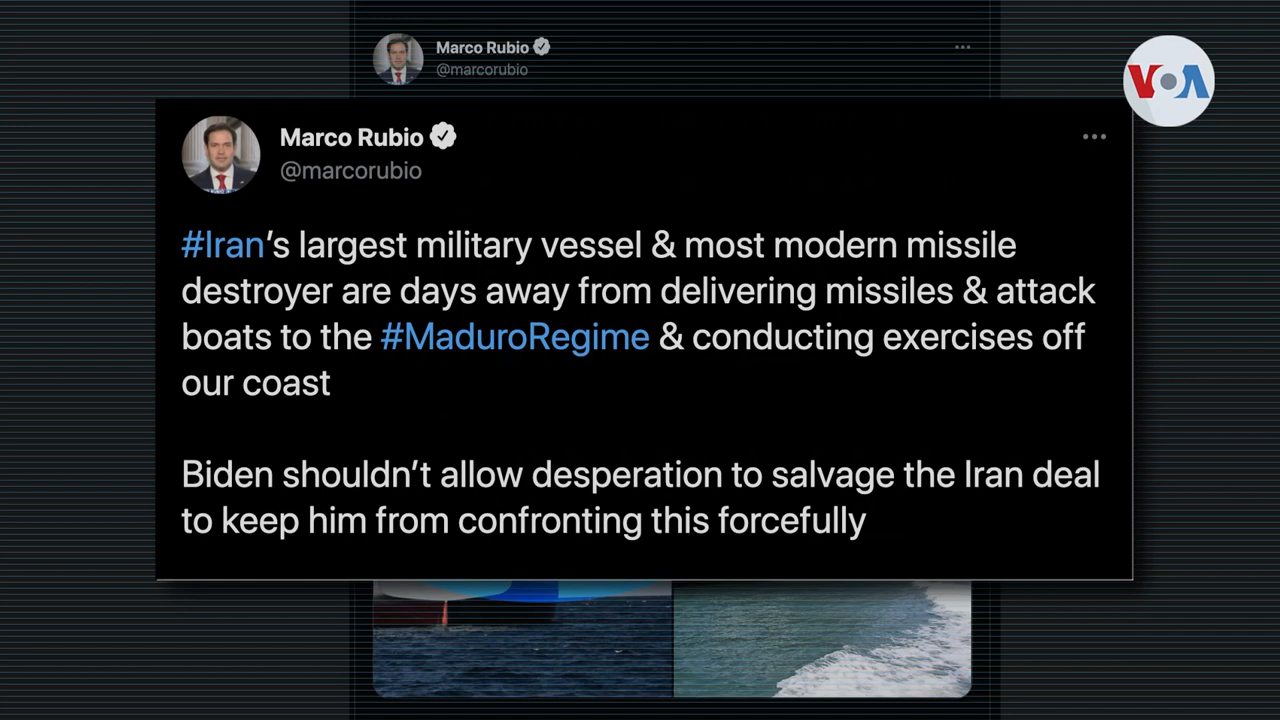 Marco Rubio
@marcorubio
VOA
Marco Rubio
@marcorubio
#Iran’s largest military vessel & most modern missile
destroyer are days away from delivering missiles & attack
boats to the #MaduroRegime & conducting exercises off
our coast
Biden shouldn’t allow desperation to salvage the Iran deal
to keep him from confronting this forcefully